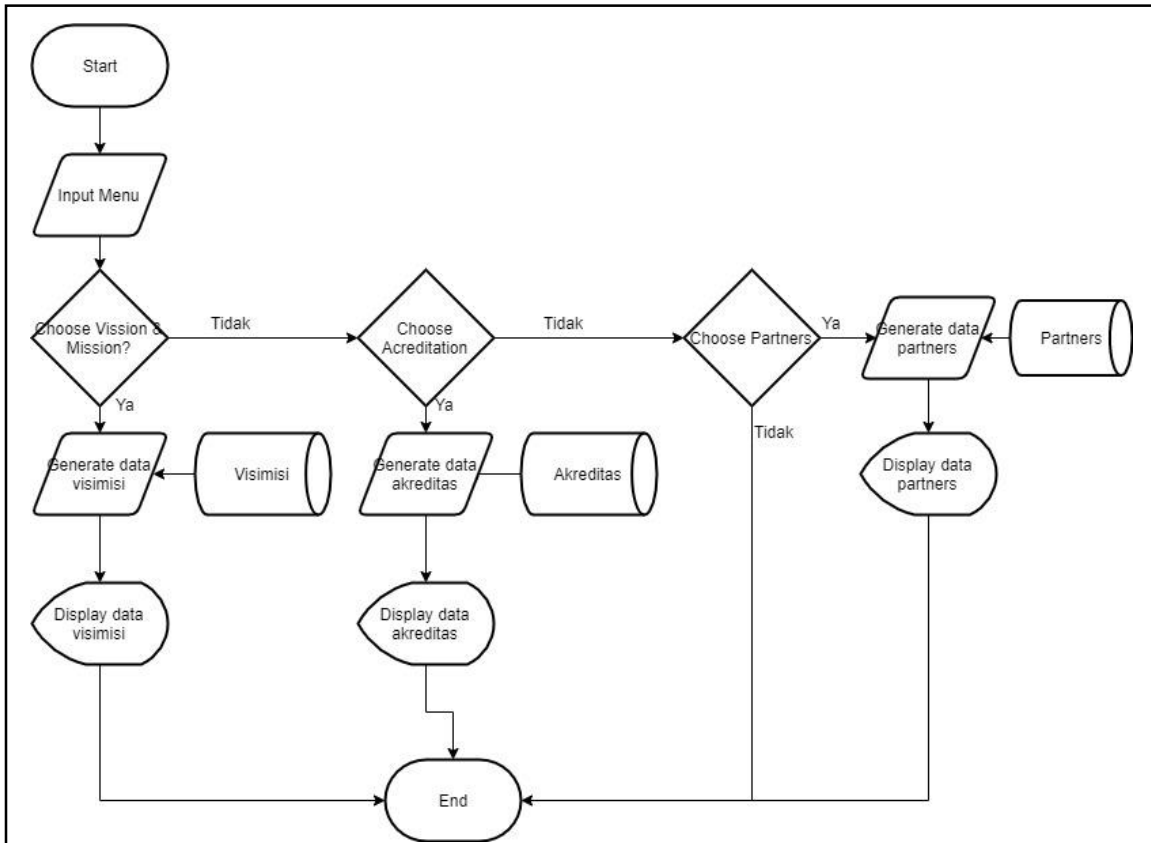 Start
Input Menu
Choose Vission &
Mission?
Tidak
Choose
Acreditation
Tidak
Choose Partners
Ya
Generate data
partners
Partners
Ya
Ya
Tidak
Generate data
visimisi
Visimisi
Generate data
akreditas
Akreditas
Display data
partners
Display data
visimisi
Display data
akreditas
End